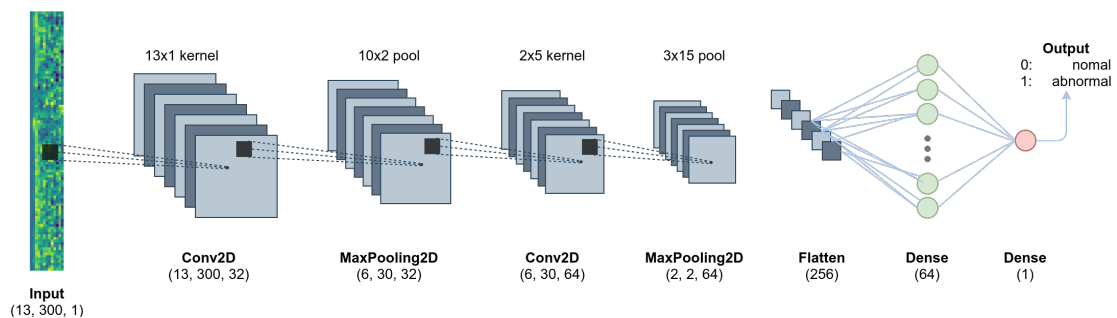 13x1 kernel
10x2 pool
2x5 kernel
3x15 pool
Output
0: nomal
1: abnormal
Input
(13, 300, 1)
Conv2D
(13, 300, 32)
MaxPooling2D
(6, 30, 32)
Conv2D
(6, 30, 64)
MaxPooling2D
(2, 2, 64)
Flatten
(256)
Dense
(64)
Dense
(1)